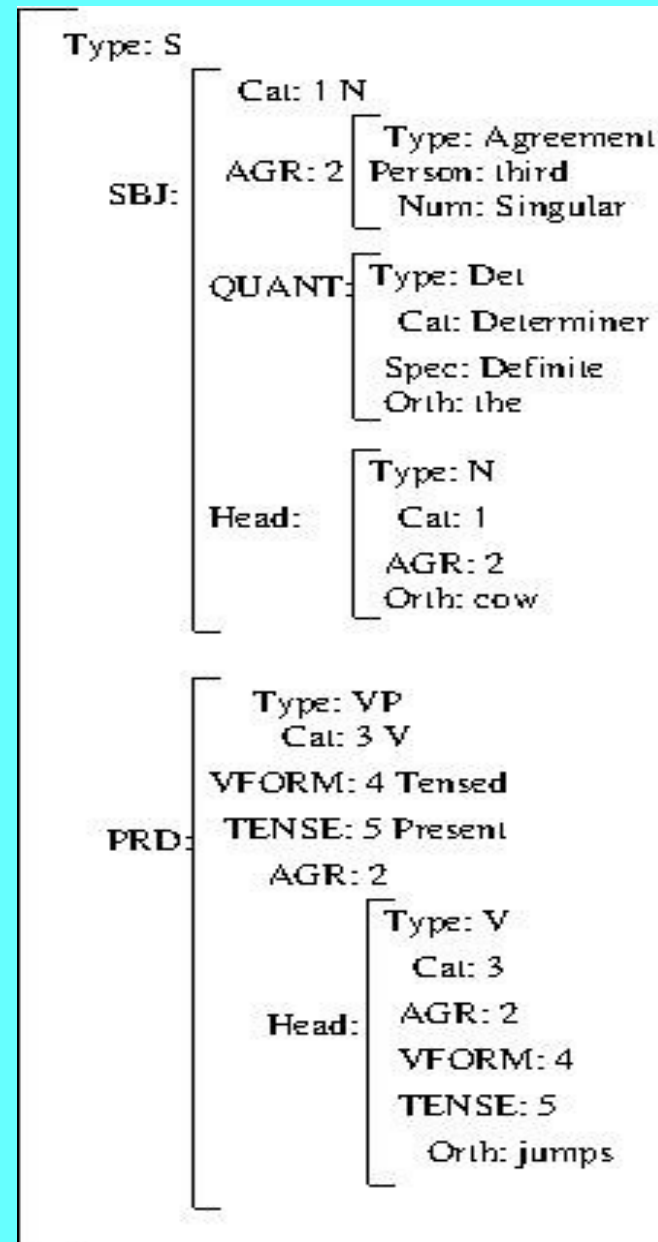 Type: S
Cat: 1 N
SBJ:
AGR: 2
Type: Agreement
Person: third
Num: Singular
QUANT:
Type: Det
Cat: Determiner
Spec: Definite
Orth: the
Head:
Type: N
Cat: 1
AGR: 2
Orth: cow
PRD:
Type: VP
Cat: 3 V
VFORM: 4 Tensed
TENSE: 5 Present
AGR: 2
Head:
Type: V
Cat: 3
AGR: 2
VFORM: 4
TENSE: 5
Orth: jumps